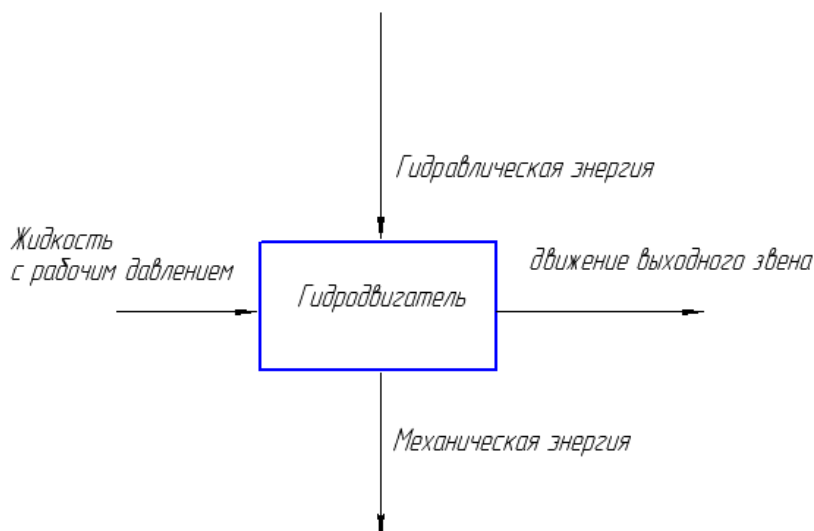 Гидравлическая энергия
Жидкость
с рабочим давлением
движение выходного звена
Гидродвигатель
Механическая энергия